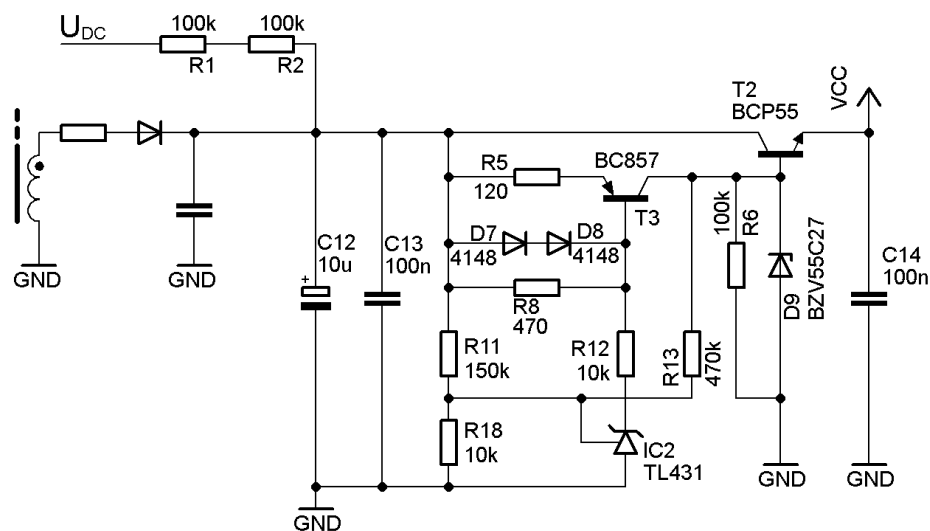 U DC
100k
R1
100k
R2
T2
BCP55
VCC
R5
120
BC857
T3
D7
4148
D8
4148
100k
R6
D9
BZV55C27
C14
100n
C12
+
10u
C13
100n
R8
470
R11
150k
R12
10k
R13
470k
R18
10k
IC2
TL431
GND
GND
GND
GND
GND